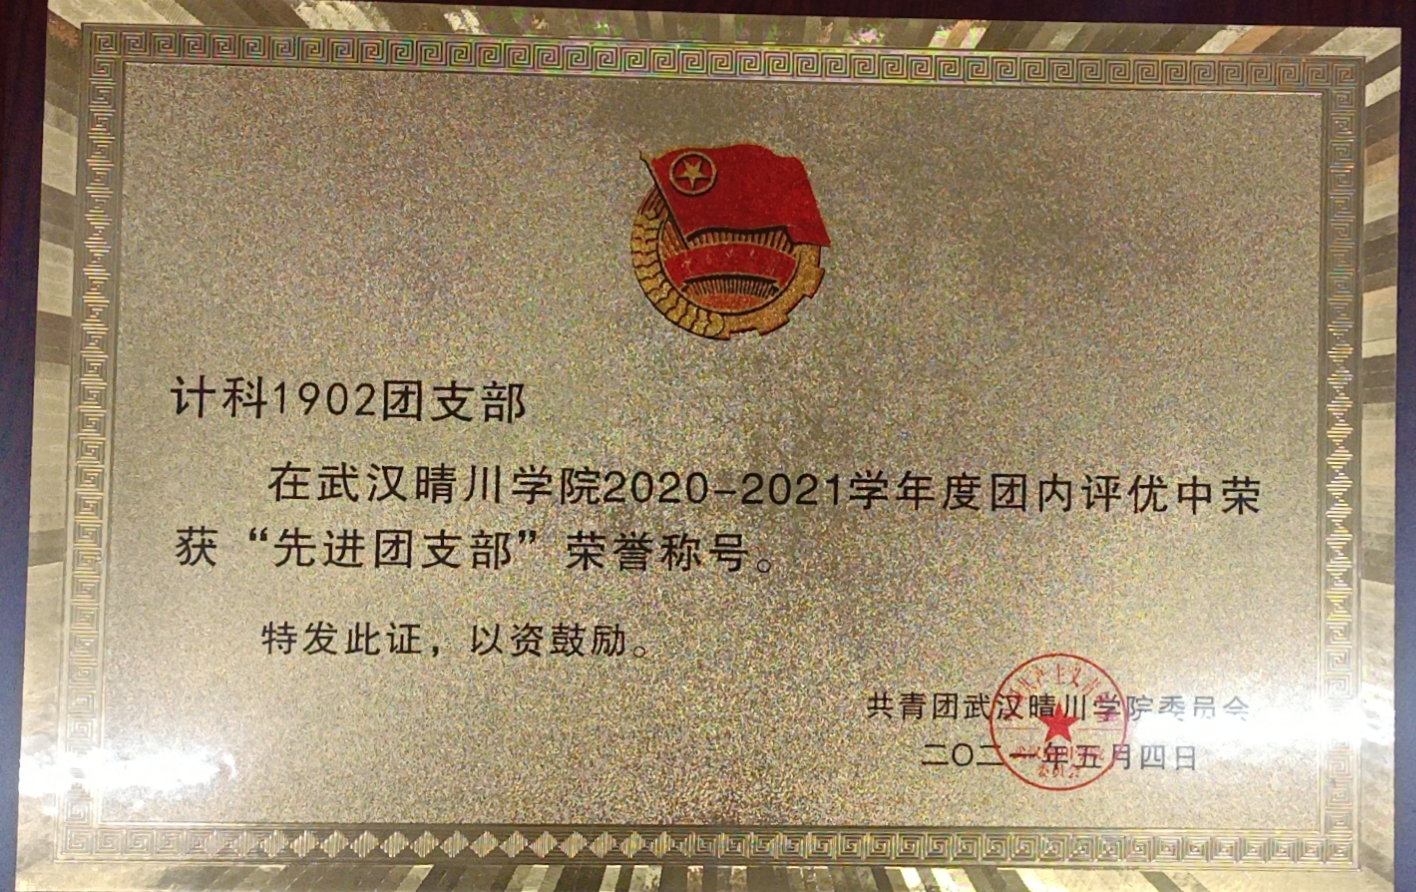 计科1902团支部
在武汉晴川学院2020-2021学年度团内评优中荣
获“先进团支部”荣誉称号。
特发此证，以资鼓励。
共青团武汉晴川学院委员会
二〇二一年五月四日